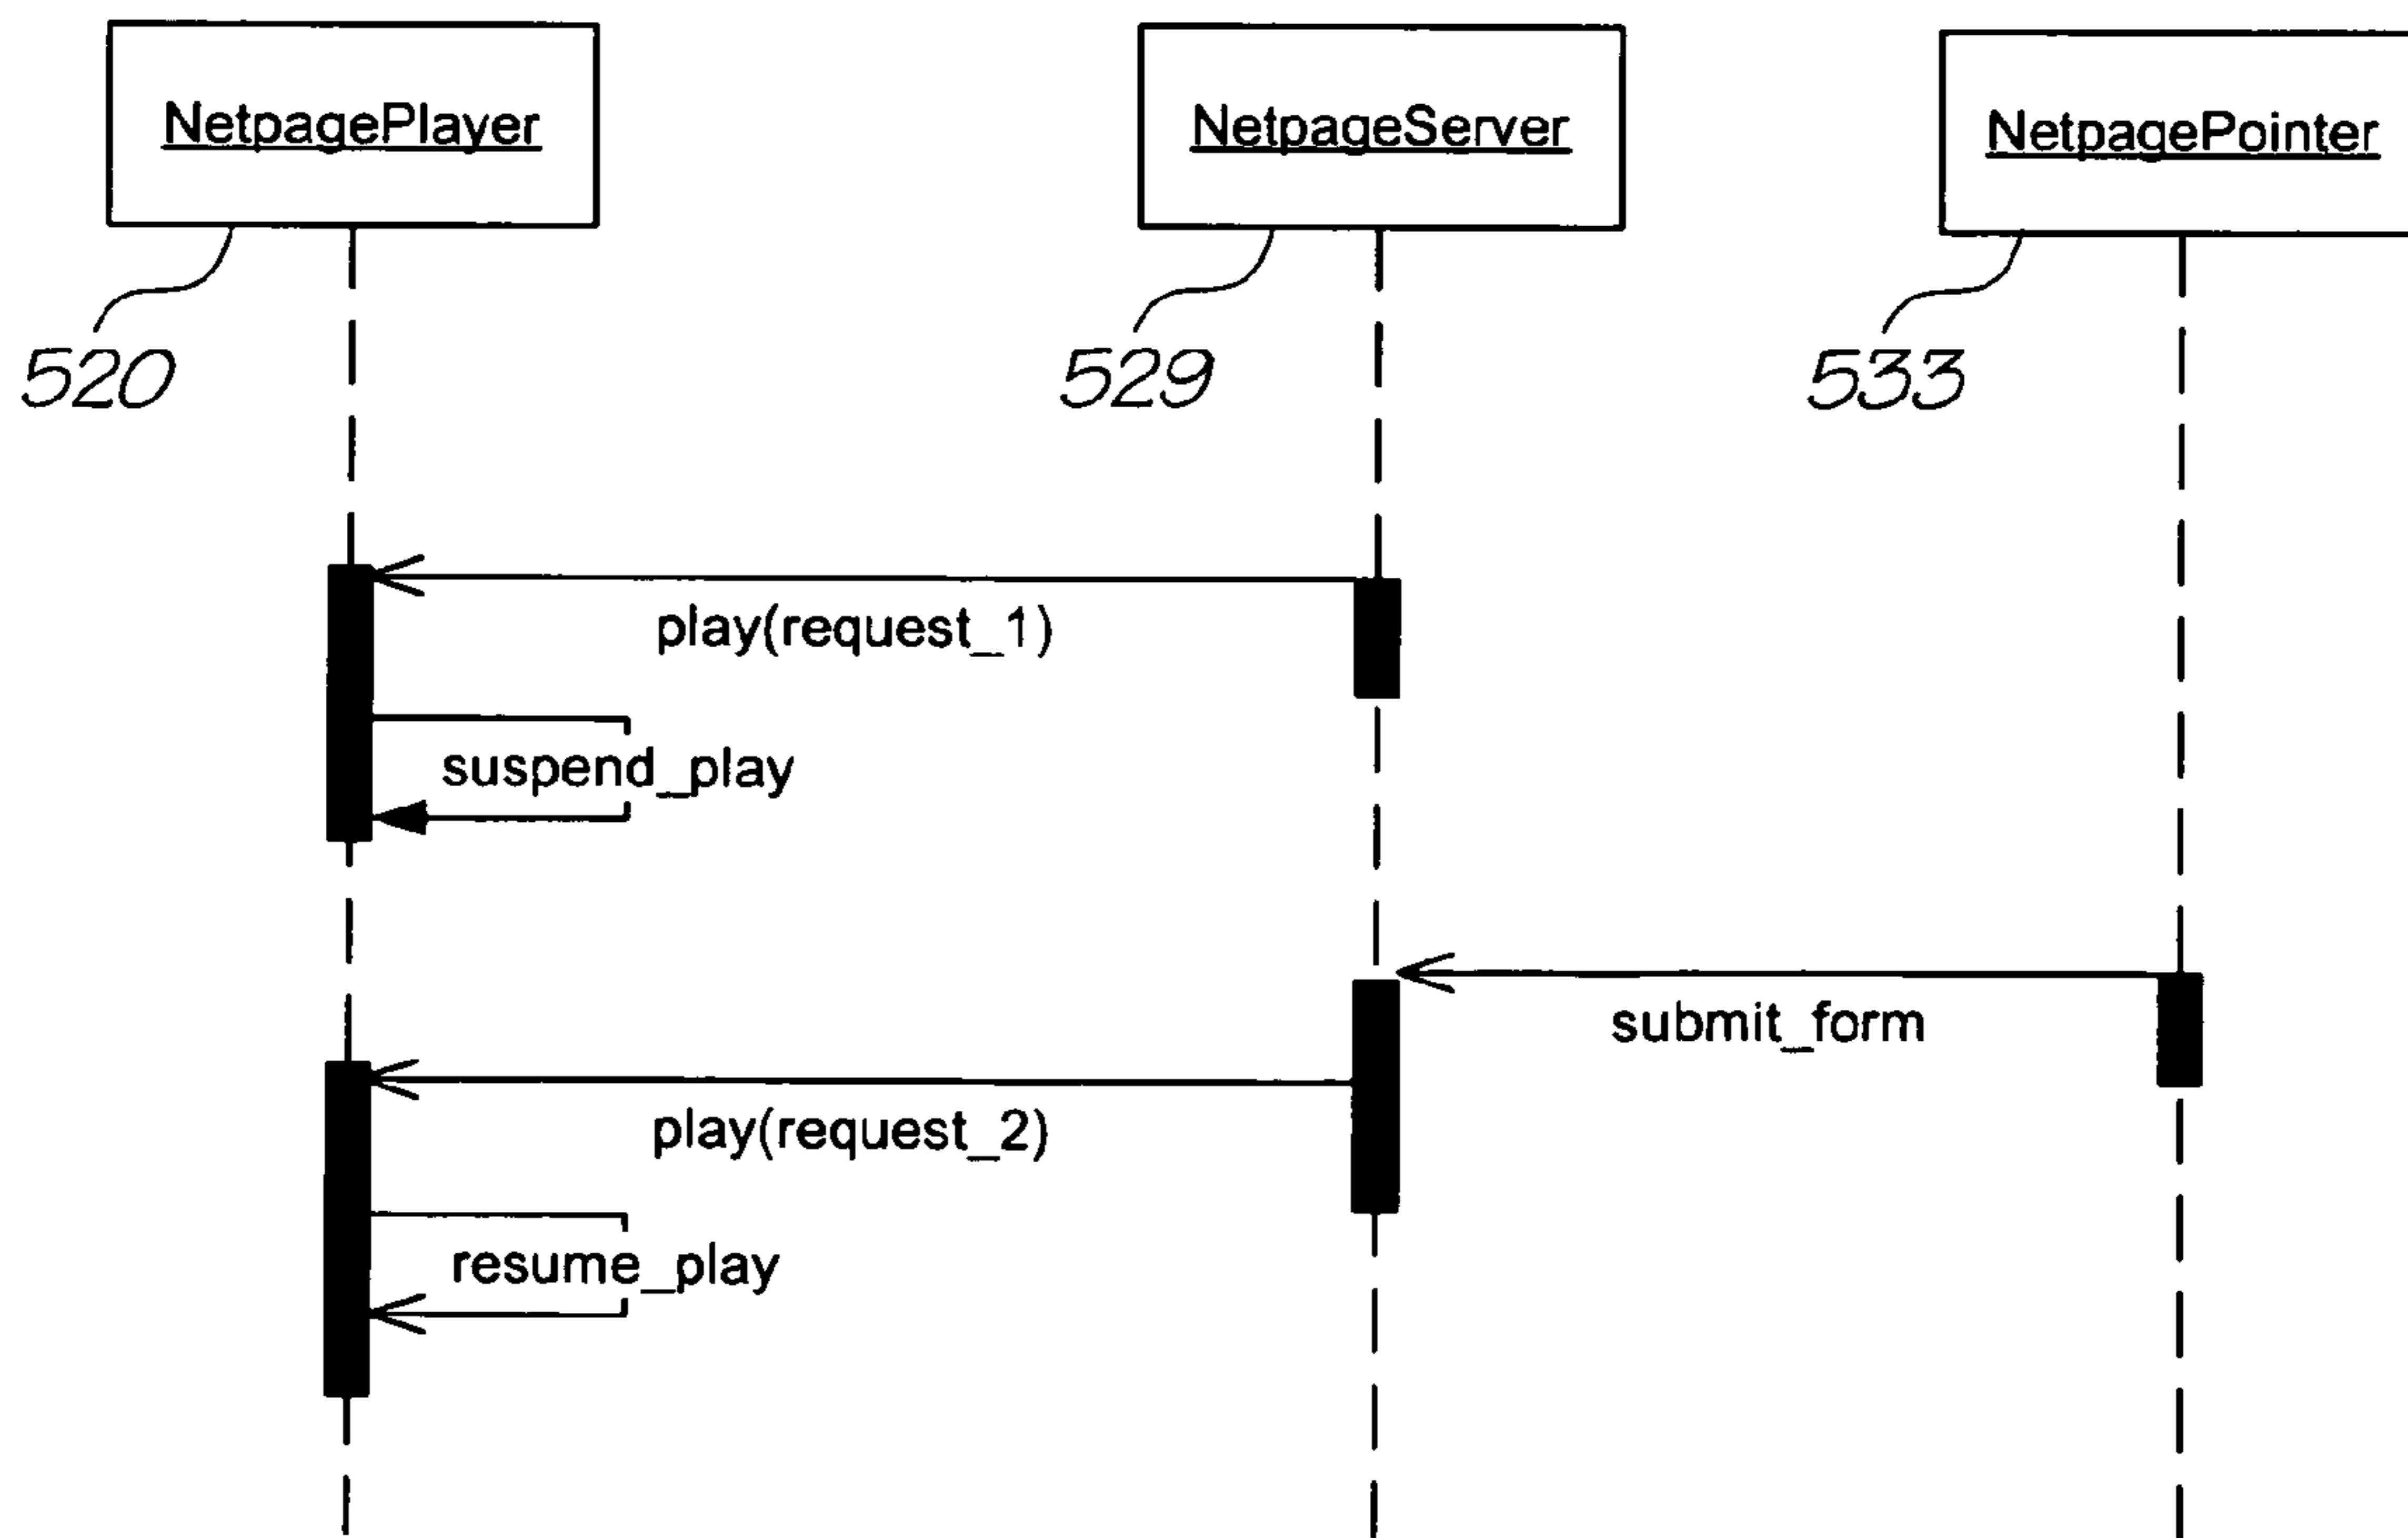 NetpagePlayer
NetpageServer
NetpagePointer
520
529
533
play(request_1)
suspend_play
submit_form
play(request_2)
resume_play